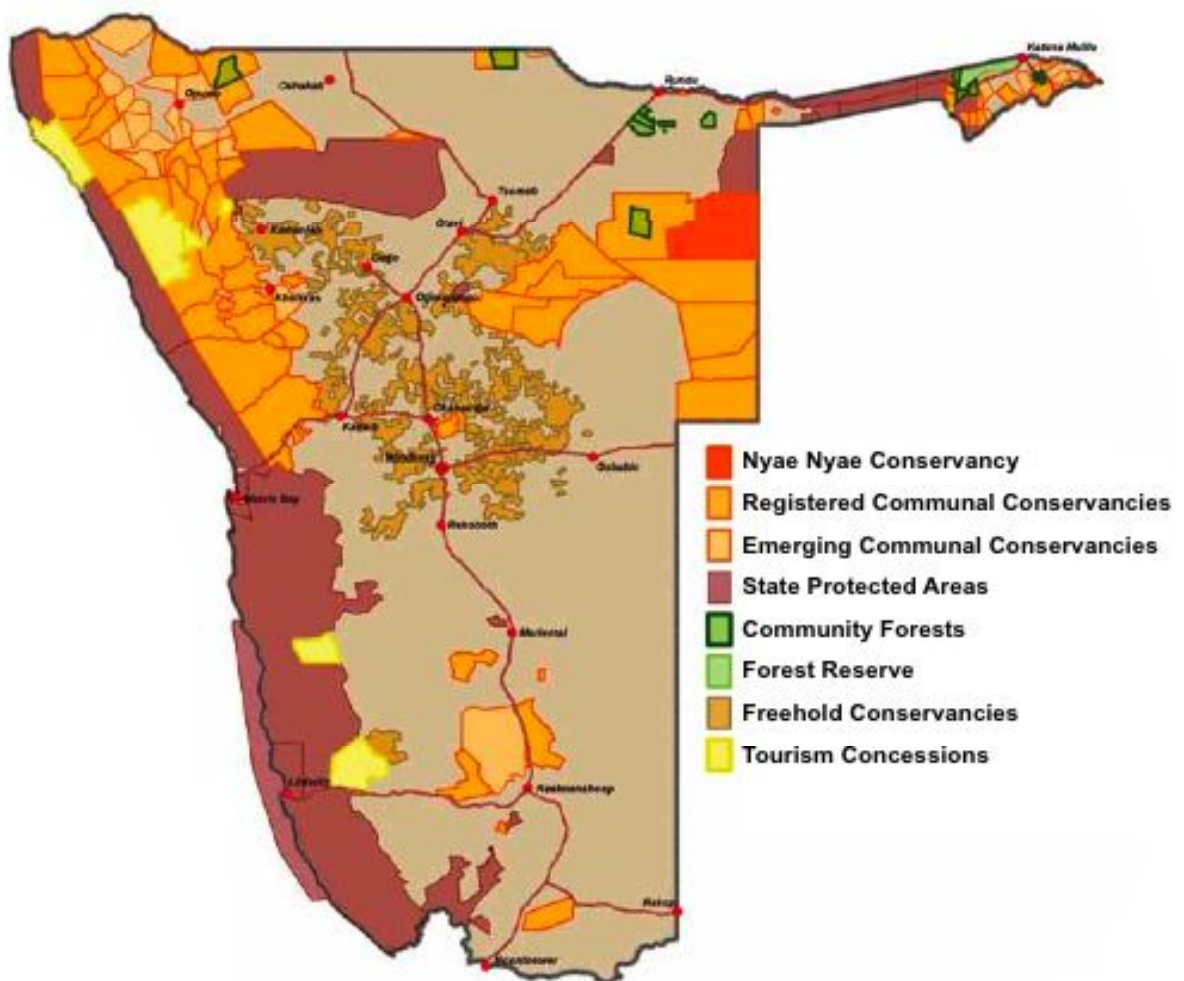 Katima Mulilo
Opuwo
Oshakati
Rundu
Tsumeb
Otavi
Kamanjab
Outjo
Khorixas
Otjiwarongo
Okahandja
Karibib
Windhoek
Gobabis
Walvis Bay
Rehoboth
Mariental
Luderitz
Keetmanshoop
Noordoewer
Nyae Nyae Conservancy
Registered Communal Conservancies
Emerging Communal Conservancies
State Protected Areas
Community Forests
Forest Reserve
Freehold Conservancies
Tourism Concessions